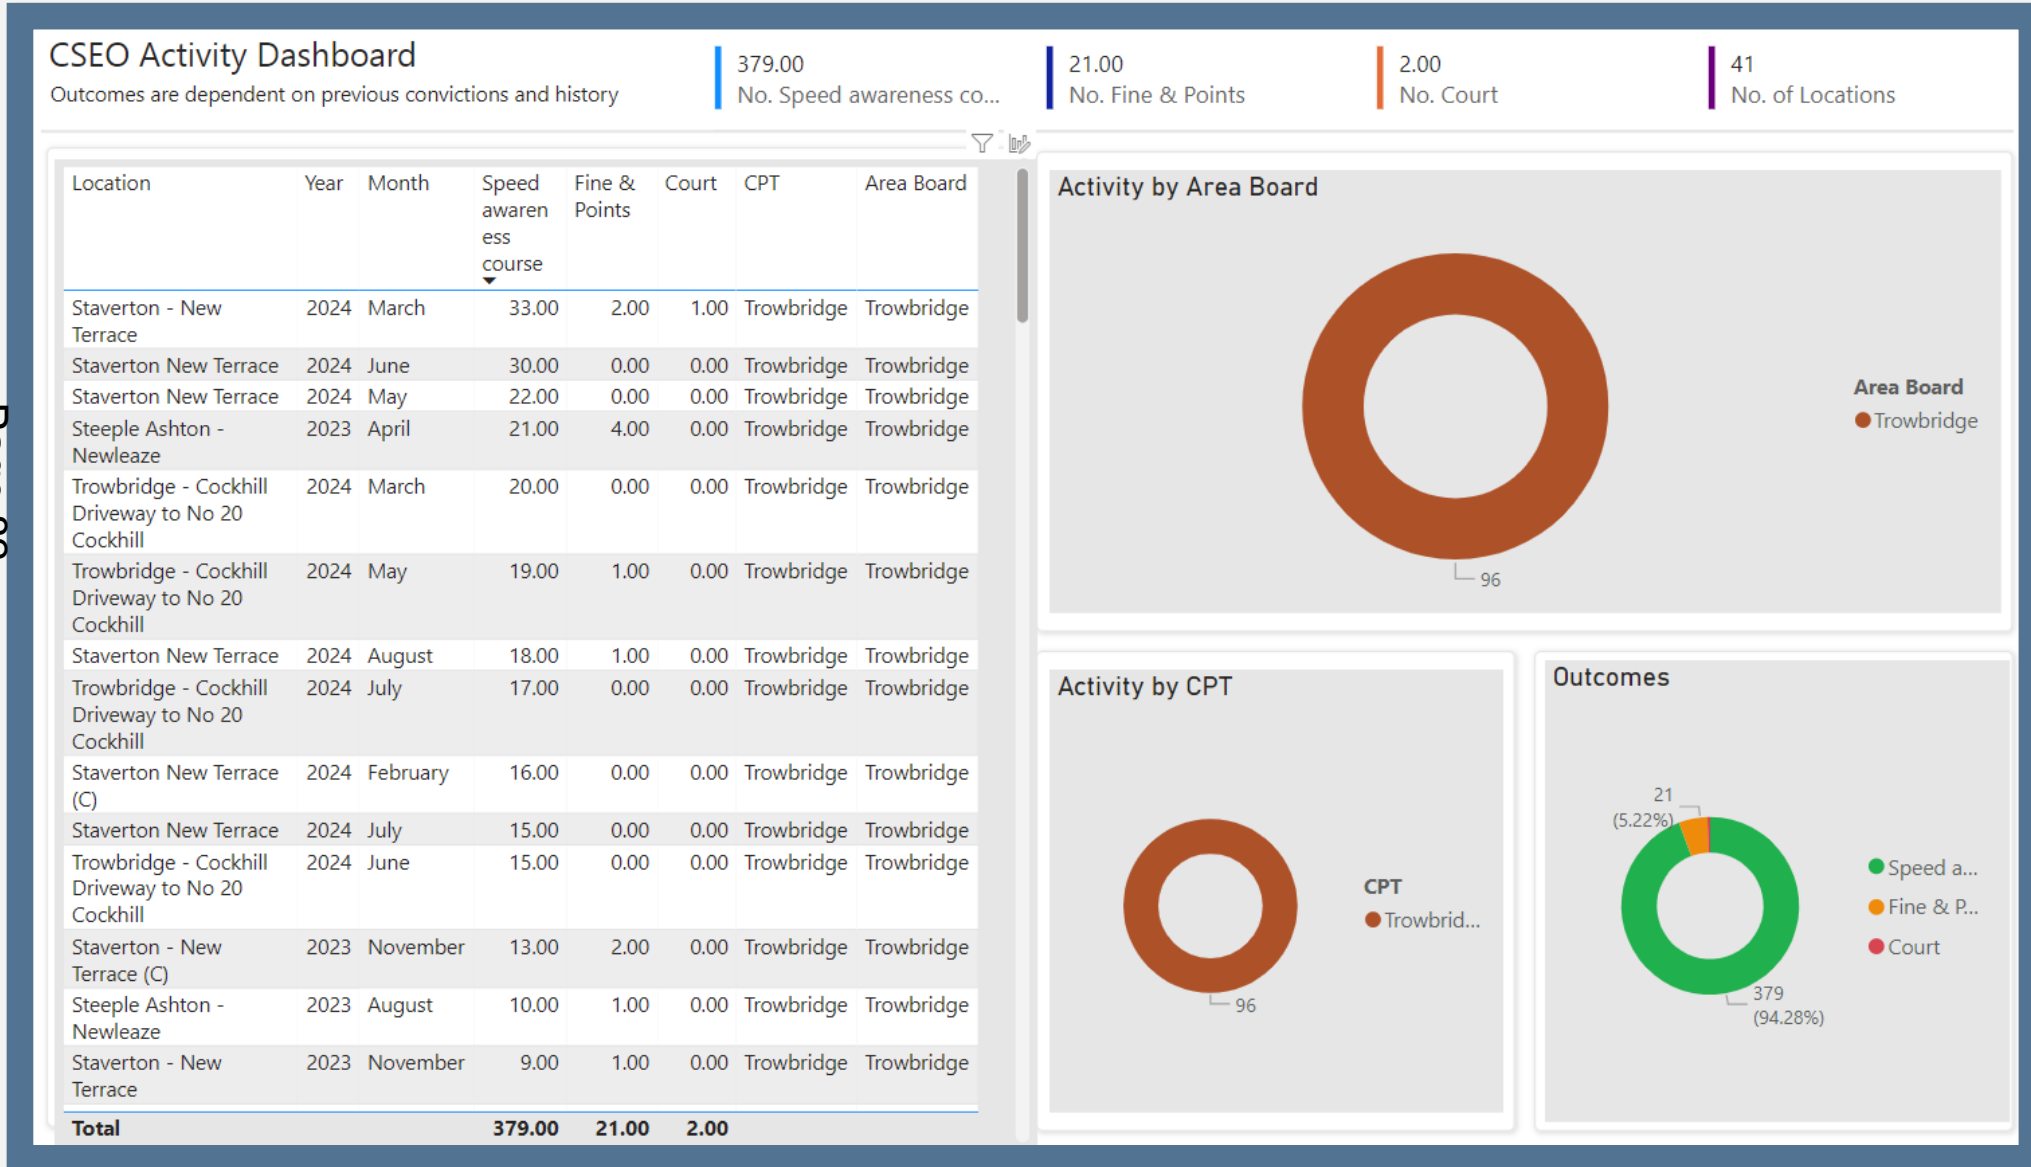 CSEO Activity Dashboard
Outcomes are dependent on previous convictions and history
379.00
No. Speed awareness co...
21.00
No. Fine & Points
2.00
No. Court
41
No. of Locations
Location Year Month Speed awaren ess course Fine & Points Court CPT Area Board
Staverton - New Terrace 2024 March 33.00 2.00 1.00 Trowbridge Trowbridge
Staverton New Terrace 2024 June 30.00 0.00 0.00 Trowbridge Trowbridge
Staverton New Terrace 2024 May 22.00 0.00 0.00 Trowbridge Trowbridge
Steeple Ashton - Newleaze 2023 April 21.00 4.00 0.00 Trowbridge Trowbridge
Trowbridge - Cockhill Driveway to No 20 Cockhill 2024 March 20.00 0.00 0.00 Trowbridge Trowbridge
Trowbridge - Cockhill Driveway to No 20 Cockhill 2024 May 19.00 1.00 0.00 Trowbridge Trowbridge
Staverton New Terrace 2024 August 18.00 1.00 0.00 Trowbridge Trowbridge
Trowbridge - Cockhill Driveway to No 20 Cockhill 2024 July 17.00 0.00 0.00 Trowbridge Trowbridge
Staverton New Terrace (C) 2024 February 16.00 0.00 0.00 Trowbridge Trowbridge
Staverton New Terrace 2024 July 15.00 0.00 0.00 Trowbridge Trowbridge
Trowbridge - Cockhill Driveway to No 20 Cockhill 2024 June 15.00 0.00 0.00 Trowbridge Trowbridge
Staverton - New Terrace (C) 2023 November 13.00 2.00 0.00 Trowbridge Trowbridge
Steeple Ashton - Newleaze 2023 August 10.00 1.00 0.00 Trowbridge Trowbridge
Staverton - New Terrace 2023 November 9.00 1.00 0.00 Trowbridge Trowbridge
Total 379.00 21.00 2.00
Activity by Area Board
96
Area Board
Trowbridge
Activity by CPT
96
CPT
Trowbrid...
Outcomes
21
(5.22%)
379
(94.28%)
Speed a...
Fine & P...
Court